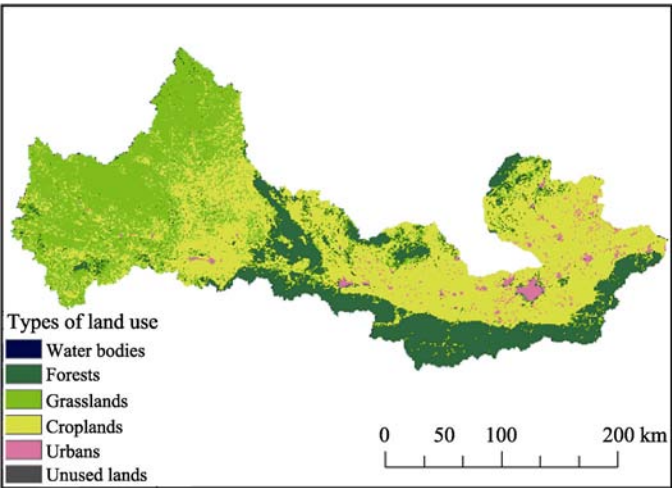 Types of land use
Water bodies
Forests
Grasslands
Croplands
Urbans
Unused lands
0 50 100 200 km